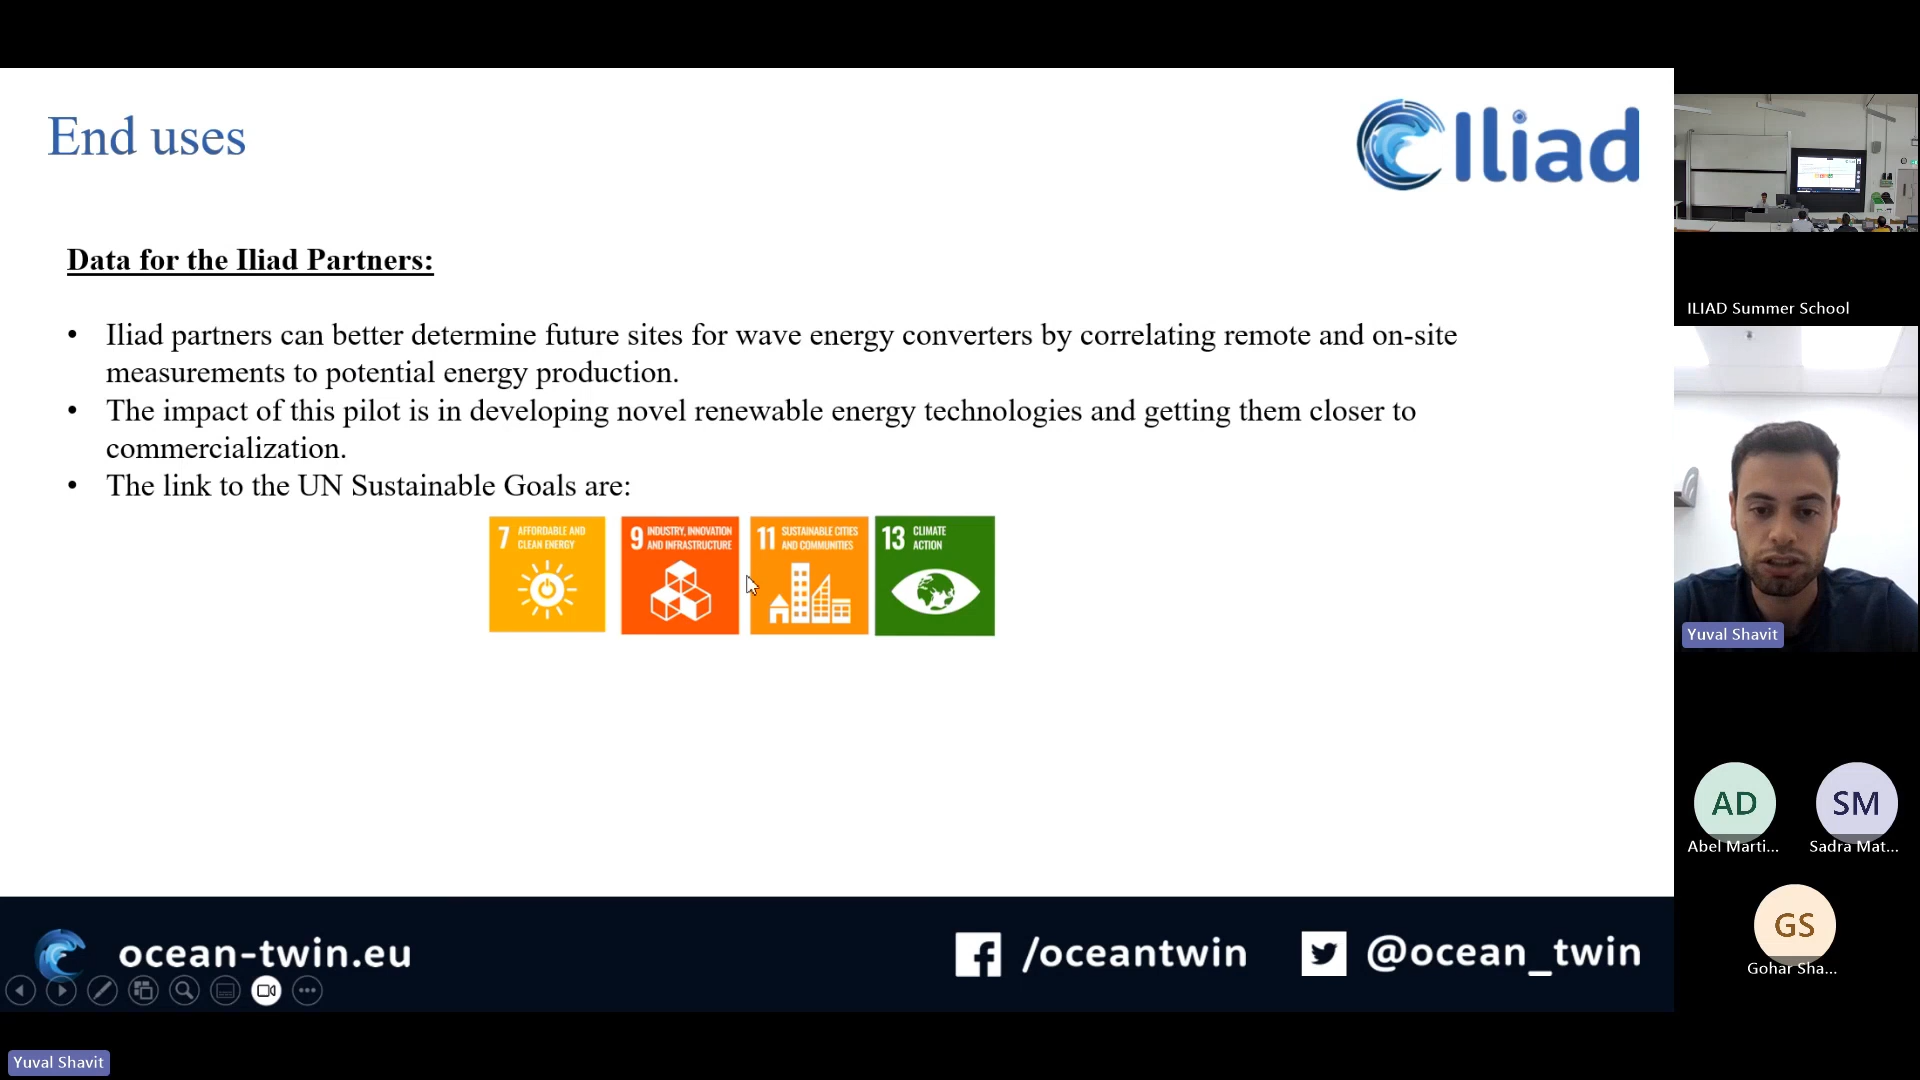 End uses
Iliad
Data for the Iliad Partners:
• Iliad partners can better determine future sites for wave energy converters by correlating remote and on-site
measurements to potential energy production.
• The impact of this pilot is in developing novel renewable energy technologies and getting them closer to
commercialization.
• The link to the UN Sustainable Goals are:
7 AFFORDABLE AND
CLEAN ENERGY
9 INDUSTRY, INNOVATION
AND INFRASTRUCTURE
11 SUSTAINABLE CITIES
AND COMMUNITIES
13 CLIMATE
ACTION
ocean-twin.eu
/oceantwin
@ocean_twin
Yuval Shavit
ILIAD Summer School
Yuval Shavit
AD
Abel Marti...
SM
Sadra Mat...
GS
Gohar Sha...